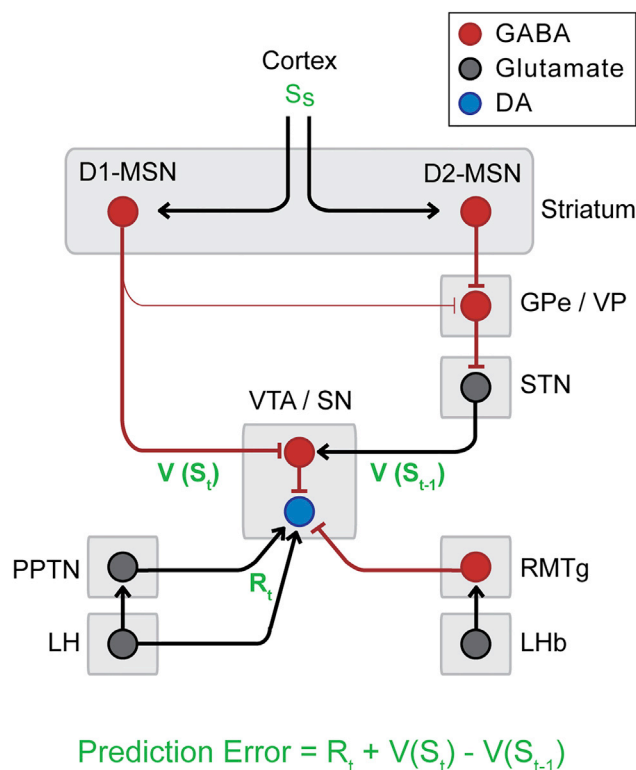 GABA
Glutamate
DA
Cortex
Ss
D1-MSN
D2-MSN
Striatum
GPe / VP
STN
VTA / SN
V (St)
V (St-1)
PPTN
Rt
RMTg
LH
LHb
Prediction Error = Rt + V(St) - V(St-1)